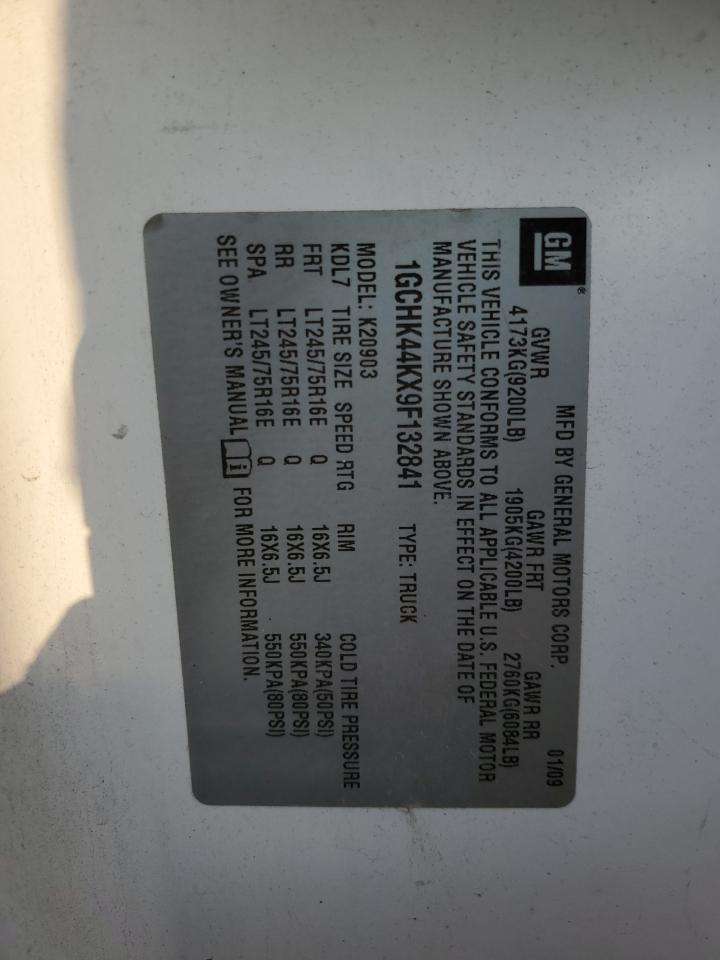 GM®
MFD BY GENERAL MOTORS CORP. 01/09
GVWR GAWR FRT GAWR RR
4173KG(9200LB) 1905KG(4200LB) 2760KG(6084LB)
THIS VEHICLE CONFORMS TO ALL APPLICABLE U.S. FEDERAL MOTOR
VEHICLE SAFETY STANDARDS IN EFFECT ON THE DATE OF
MANUFACTURE SHOWN ABOVE.
1GCHK44KX9F132841 TYPE: TRUCK
MODEL: K20903
KDL7 TIRE SIZE SPEED RTG RIM COLD TIRE PRESSURE
FRT LT245/75R16E Q 16X6.5J 340KPA(50PSI)
RR LT245/75R16E Q 16X6.5J 550KPA(80PSI)
SPA LT245/75R16E Q 16X6.5J 550KPA(80PSI)
SEE OWNER'S MANUAL FOR MORE INFORMATION.